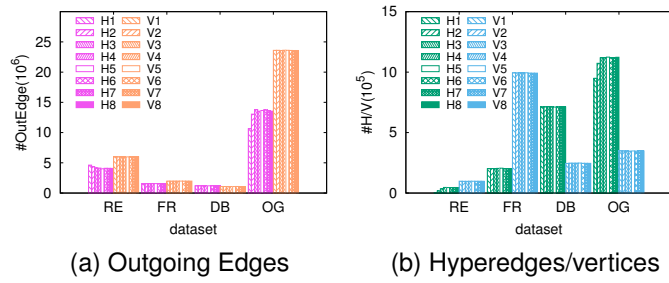 #OutEdge(10^6)
25
20
15
10
5
0
H1 V1
H2 V2
H3 V3
H4 V4
H5 V5
H6 V6
H7 V7
H8 V8
RE FR DB OG
dataset
(a) Outgoing Edges
#H/V(10^5)
15
10
5
0
H1 V1
H2 V2
H3 V3
H4 V4
H5 V5
H6 V6
H7 V7
H8 V8
RE FR DB OG
dataset
(b) Hyperedges/vertices